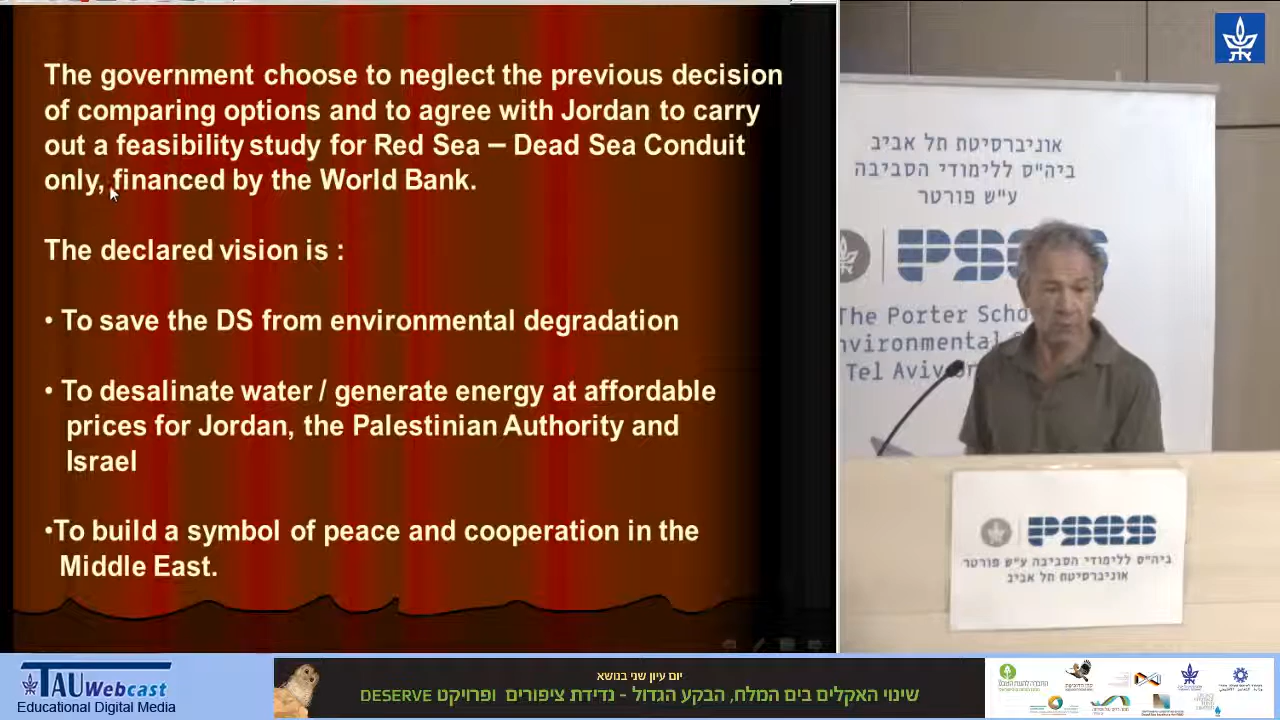 The government choose to neglect the previous decision
of comparing options and to agree with Jordan to carry
out a feasibility study for Red Sea – Dead Sea Conduit
only, financed by the World Bank.
The declared vision is :
• To save the DS from environmental degradation
• To desalinate water / generate energy at affordable
prices for Jordan, the Palestinian Authority and
Israel
•To build a symbol of peace and cooperation in the
Middle East.
אוניברסיטת תל אביב
ביה"ס ללימודי הסביבה
ע"ש פורטר
The Porter
Tel Aviv
PSES
ביה"ס ללימודי הסביבה ע"ש פורטר
אוניברסיטת תל אביב
TAU Webcast
Educational Digital Media
יום עיון שני בנושא
שינוי האקלים בים המלח, הבקע הגדול - נדידת ציפורים ופרויקט DESERVE